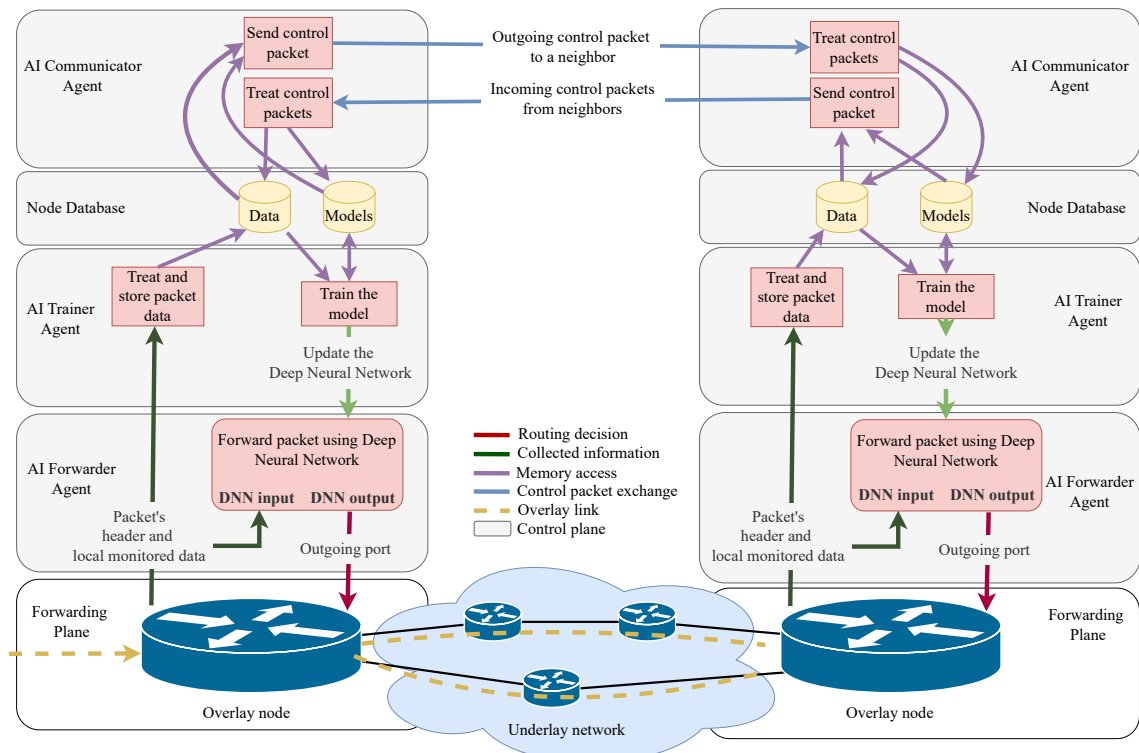 AI Communicator
Agent
Send control
packet
Treat control
packets
Outgoing control packet
to a neighbor
Incoming control packets
from neighbors
Treat control
packets
Send control
packet
AI Communicator
Agent
Node Database
Data
Models
Data
Models
Node Database
AI Trainer
Agent
Treat and
store packet
data
Train the
model
Update the
Deep Neural Network
Treat and
store packet
data
Train the
model
Update the
Deep Neural Network
AI Trainer
Agent
AI Forwarder
Agent
Forward packet using Deep
Neural Network
DNN input
DNN output
Packet's
header and
local monitored data
Outgoing port
Routing decision
Collected information
Memory access
Control packet exchange
Overlay link
Control plane
Forward packet using Deep
Neural Network
DNN input
DNN output
Packet's
header and
local monitored data
Outgoing port
AI Forwarder
Agent
Forwarding
Plane
Overlay node
Underlay network
Overlay node
Forwarding
Plane